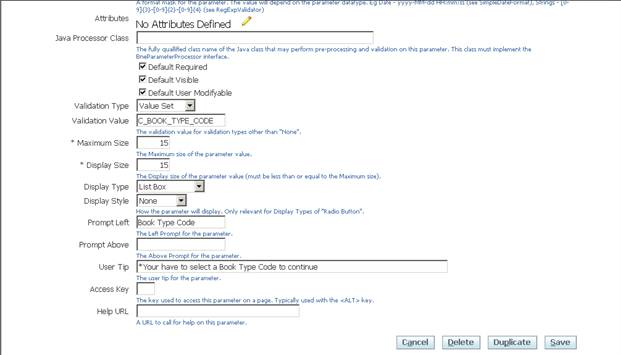 A format mask for the parameter. The value will depend on the parameter datatype. Eg Date - yyyy-MM-dd HH:mm:ss (see SimpleDateFormat), Strings - [0-
9]{3}-[0-9]{2}-[0-9]{4} (see RegExpValidator)
Attributes No Attributes Defined
Java Processor Class
The fully quallified class name of the Java class that may perform pre-processing and validation on this parameter. This class must implement the
BneParameterProcessor interface.
Default Required
Default Visible
Default User Modifyable
Validation Type Value Set
Validation Value C_BOOK_TYPE_CODE
The validation value for validation types other than "None".
* Maximum Size 15
The Maximum size of the parameter value.
* Display Size 15
The Display size of the parameter value (must be less than or equal to the Maximum size).
Display Type List Box
Display Style None
How the parameter will display. Only relevant for Display Types of "Radio Button".
Prompt Left Book Type Code
The Left Prompt for the parameter.
Prompt Above
The Above Prompt for the parameter.
User Tip *Your have to select a Book Type Code to continue
The user tip for the parameter.
Access Key
The key used to access this parameter on a page. Typically used with the <ALT> key.
Help URL
A URL to call for help on this parameter.
Cancel Delete Duplicate Save